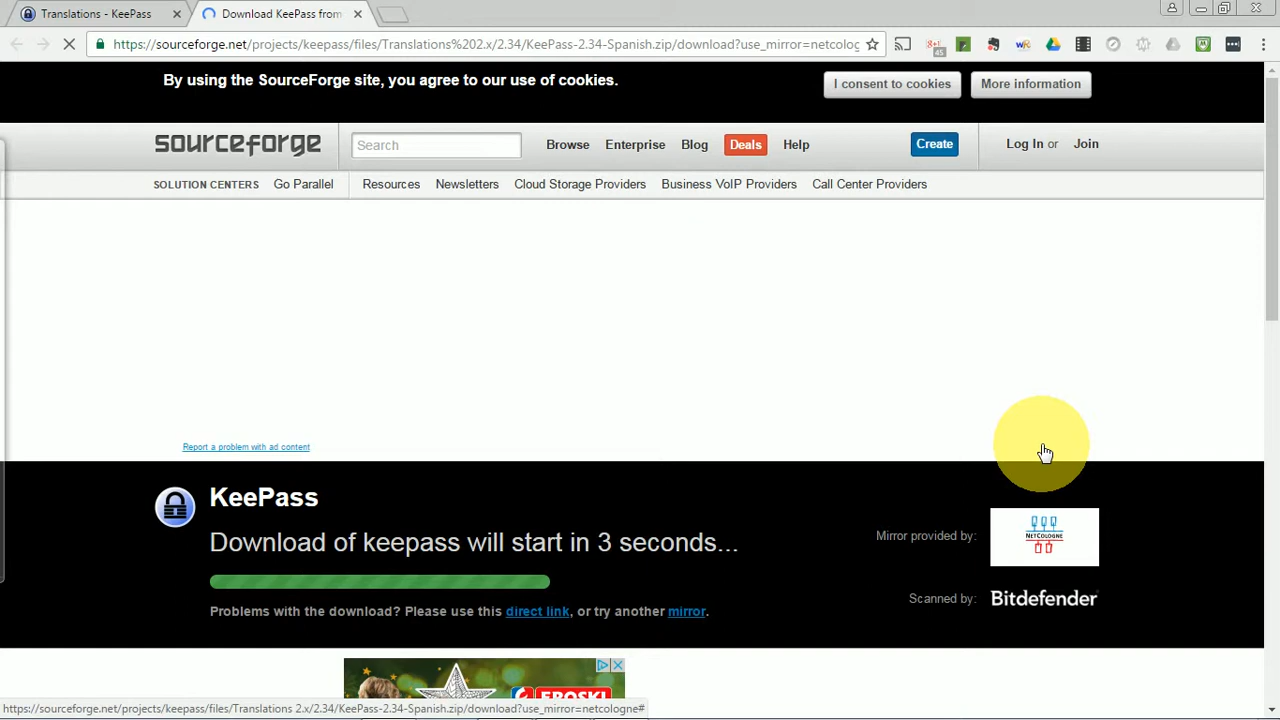 Translations - KeePass
Download KeePass from
https://sourceforge.net/projects/keepass/files/Translations%202.x/2.34/KeePass-2.34-Spanish.zip/download?use_mirror=netcolog
45
By using the SourceForge site, you agree to our use of cookies.
I consent to cookies
More information
sourceforge
Search
Browse
Enterprise
Blog
Deals
Help
Create
Log In or Join
SOLUTION CENTERS
Go Parallel
Resources
Newsletters
Cloud Storage Providers
Business VoIP Providers
Call Center Providers
Report a problem with ad content
KeePass
Download of keepass will start in 3 seconds...
Mirror provided by:
NETCOLOGNE
Problems with the download? Please use this direct link, or try another mirror.
Scanned by:
Bitdefender
EROSKI
https://sourceforge.net/projects/keepass/files/Translations 2.x/2.34/KeePass-2.34-Spanish.zip/download?use_mirror=netcologne#